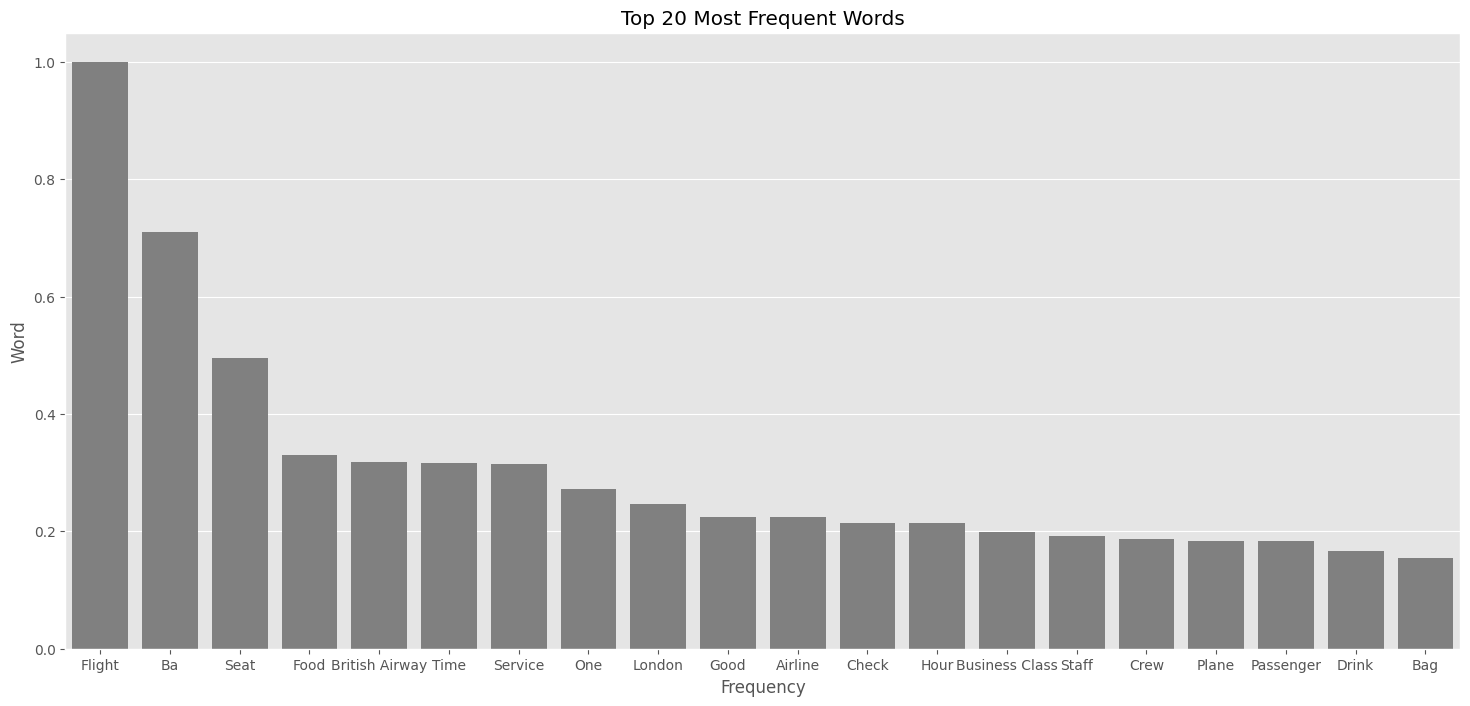 Top 20 Most Frequent Words
1.0
0.8
0.6
0.4
0.2
0.0
Word
Flight Ba Seat Food British Airway Time Service One London Good Airline Check Hour Business Class Staff Crew Plane Passenger Drink Bag
Frequency